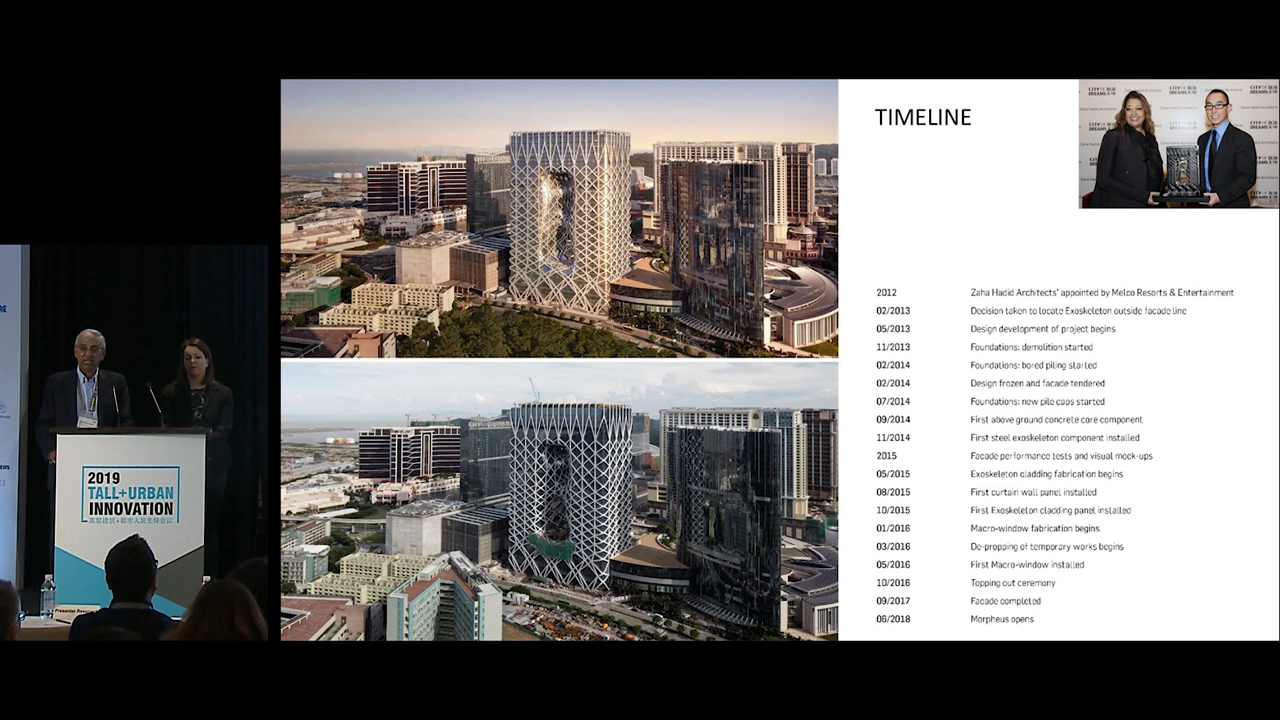 TIMELINE
CITY OF DREAMS
Zaha Hadid Architects
2012 Zaha Hadid Architects' appointed by Melco Resorts & Entertainment
02/2013 Decision taken to locate Exoskeleton outside facade line
05/2013 Design development of project begins
11/2013 Foundations: demolition started
02/2014 Foundations: bored piling started
02/2014 Design frozen and facade tendered
07/2014 Foundations: new pile caps started
09/2014 First above ground concrete core component
11/2014 First steel exoskeleton component installed
2015 Facade performance tests and visual mock-ups
05/2015 Exoskeleton cladding fabrication begins
08/2015 First curtain wall panel installed
10/2015 First Exoskeleton cladding panel installed
01/2016 Macro-window fabrication begins
03/2016 De-propping of temporary works begins
05/2016 First Macro-window installed
10/2016 Topping out ceremony
09/2017 Facade completed
06/2018 Morpheus opens
2019
TALL+URBAN
INNOVATION